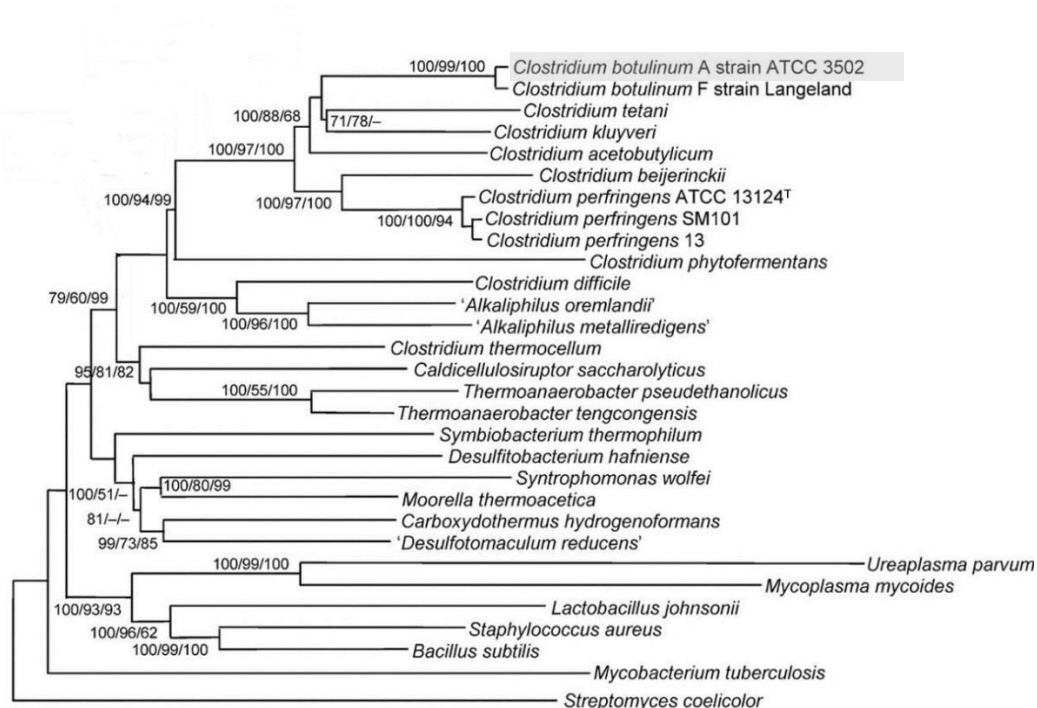 100/99/100 Clostridium botulinum A strain ATCC 3502
Clostridium botulinum F strain Langeland
Clostridium tetani
100/88/68 71/78/–
Clostridium kluyveri
100/97/100 Clostridium acetobutylicum
Clostridium beijerinckii
100/97/100 Clostridium perfringens ATCC 13124ᵀ
100/94/99
100/100/94 Clostridium perfringens SM101
Clostridium perfringens 13
Clostridium phytofermentans
Clostridium difficile
79/60/99
100/59/100 ‘Alkaliphilus oremlandii’
100/96/100 ‘Alkaliphilus metalliredigens’
Clostridium thermocellum
95/81/82 Caldicellulosiruptor saccharolyticus
100/55/100 Thermoanaerobacter pseudethanolicus
Thermoanaerobacter tengcongensis
Symbiobacterium thermophilum
Desulfitobacterium hafniense
Syntrophomonas wolfei
100/51/– 100/80/99
Moorella thermoacetica
81/–/– Carboxydothermus hydrogenoformans
99/73/85 ‘Desulfotomaculum reducens’
100/99/100 Ureaplasma parvum
Mycoplasma mycoides
100/93/93 Lactobacillus johnsonii
100/96/62 Staphylococcus aureus
100/99/100 Bacillus subtilis
Mycobacterium tuberculosis
Streptomyces coelicolor